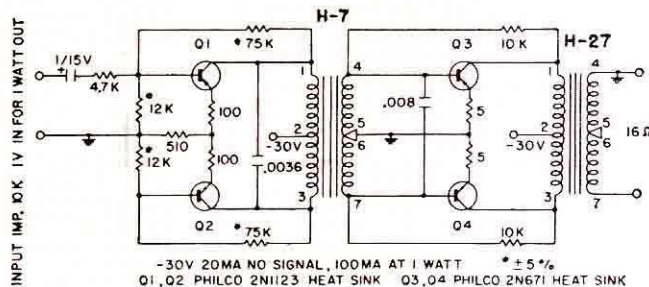 H-7
* 75K
10K
H-27
Q1
Q3
1/15V
+
4.7K
* 12K
100
.008
5
1
4
1
4
510
2
-30V
5
6
2
-30V
5
6
16 Ω
* 12K
100
.0036
5
3
7
3
7
Q2
Q4
* 75K
10K
INPUT IMP. 10K 1V IN FOR 1 WATT OUT
-30V 20MA NO SIGNAL, 100MA AT 1 WATT * ± 5 %
Q1, Q2 PHILCO 2N1123 HEAT SINK Q3, Q4 PHILCO 2N671 HEAT SINK